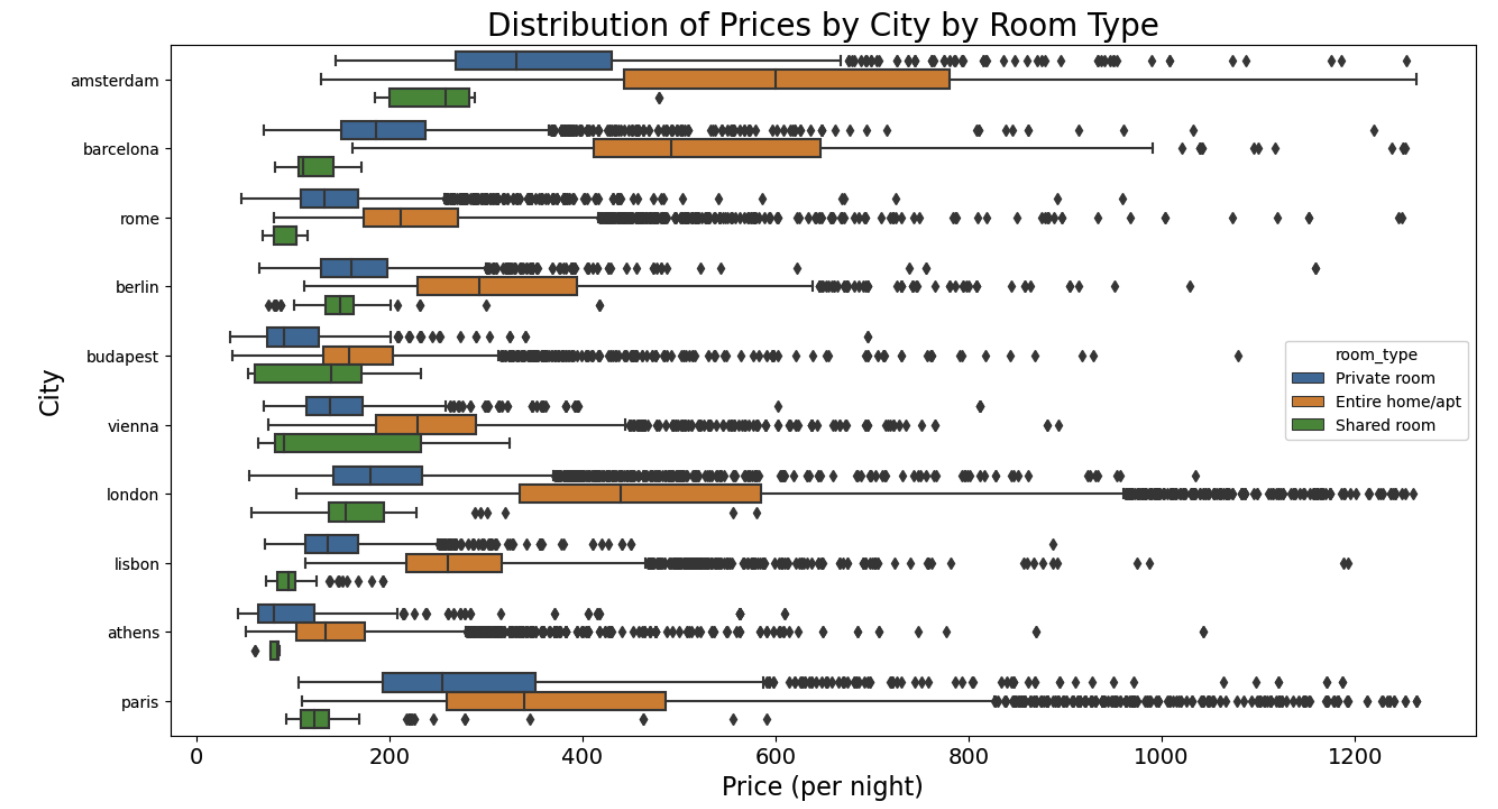 Distribution of Prices by City by Room Type
City
amsterdam
barcelona
rome
berlin
budapest
vienna
london
lisbon
athens
paris
room_type
Private room
Entire home/apt
Shared room
0 200 400 600 800 1000 1200
Price (per night)